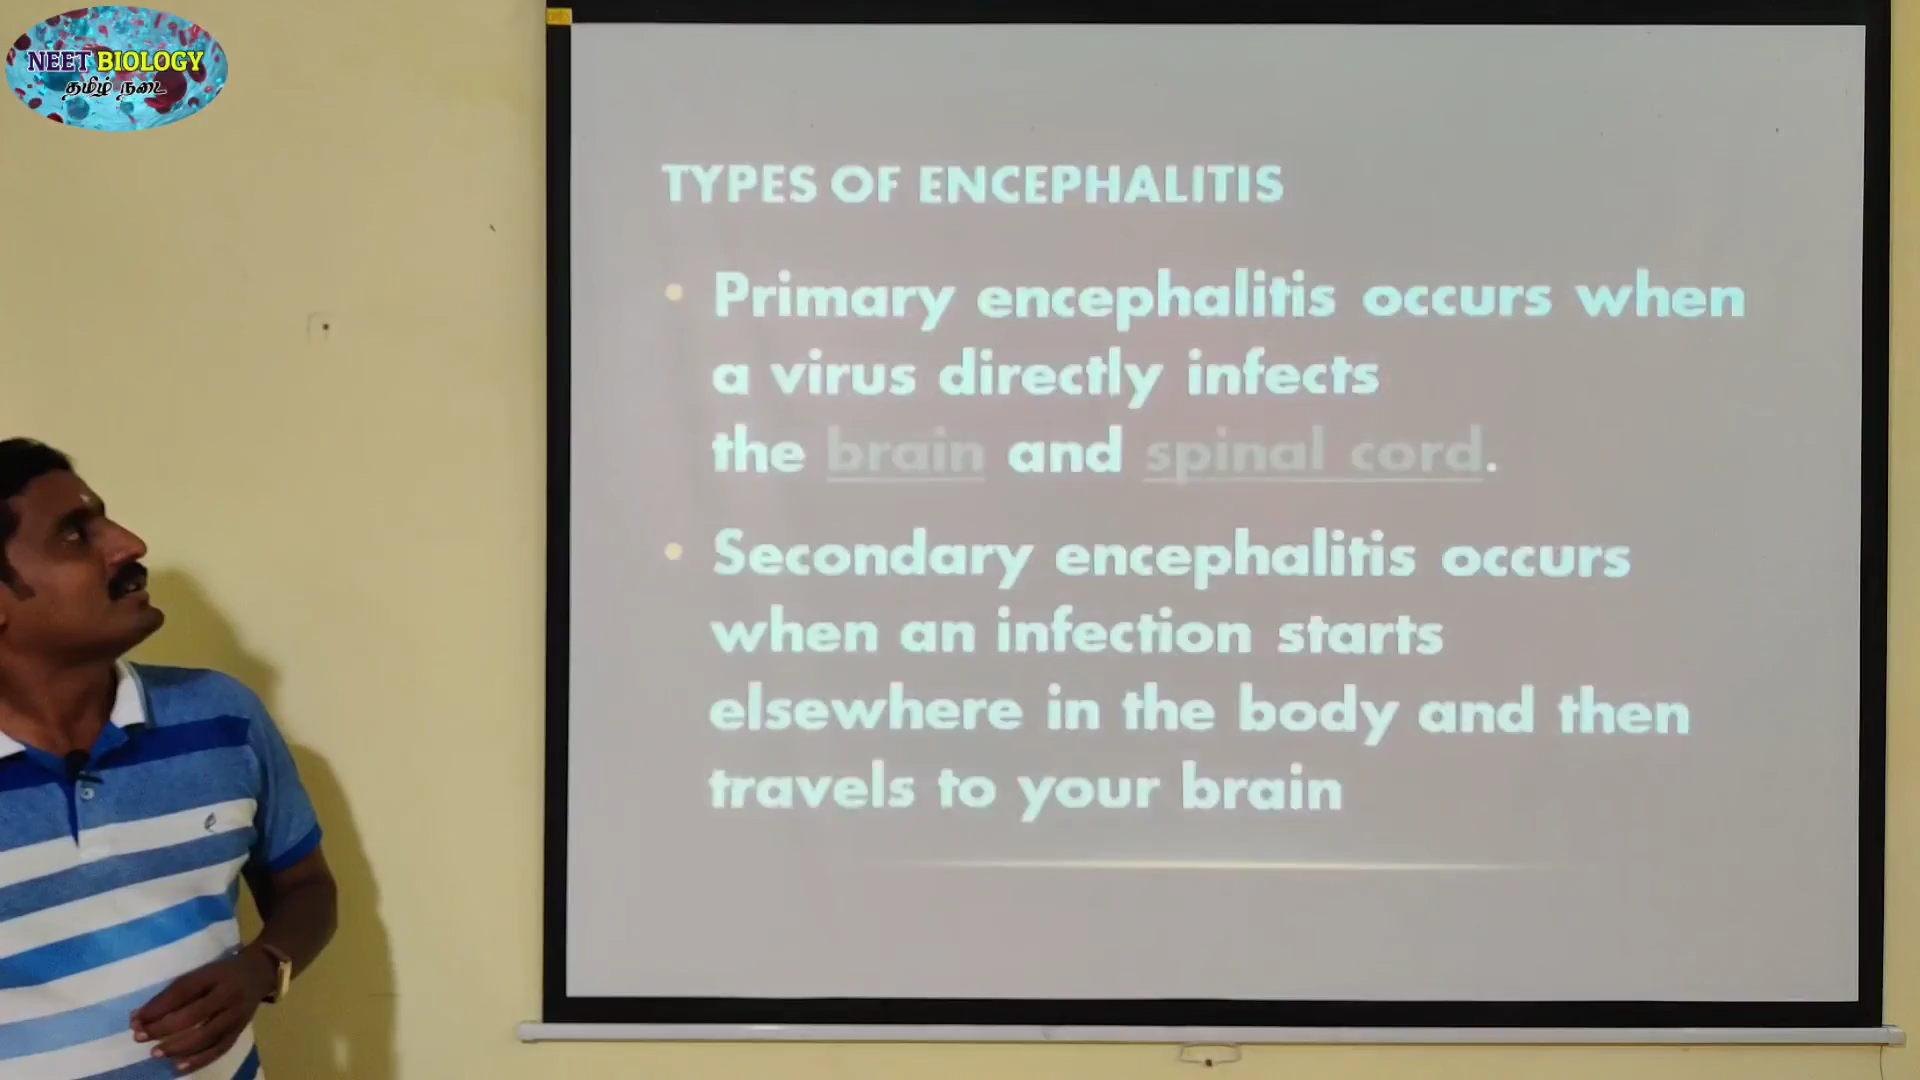 NEET BIOLOGY
தமிழ் நடை
TYPES OF ENCEPHALITIS
• Primary encephalitis occurs when
a virus directly infects
the brain and spinal cord.
• Secondary encephalitis occurs
when an infection starts
elsewhere in the body and then
travels to your brain